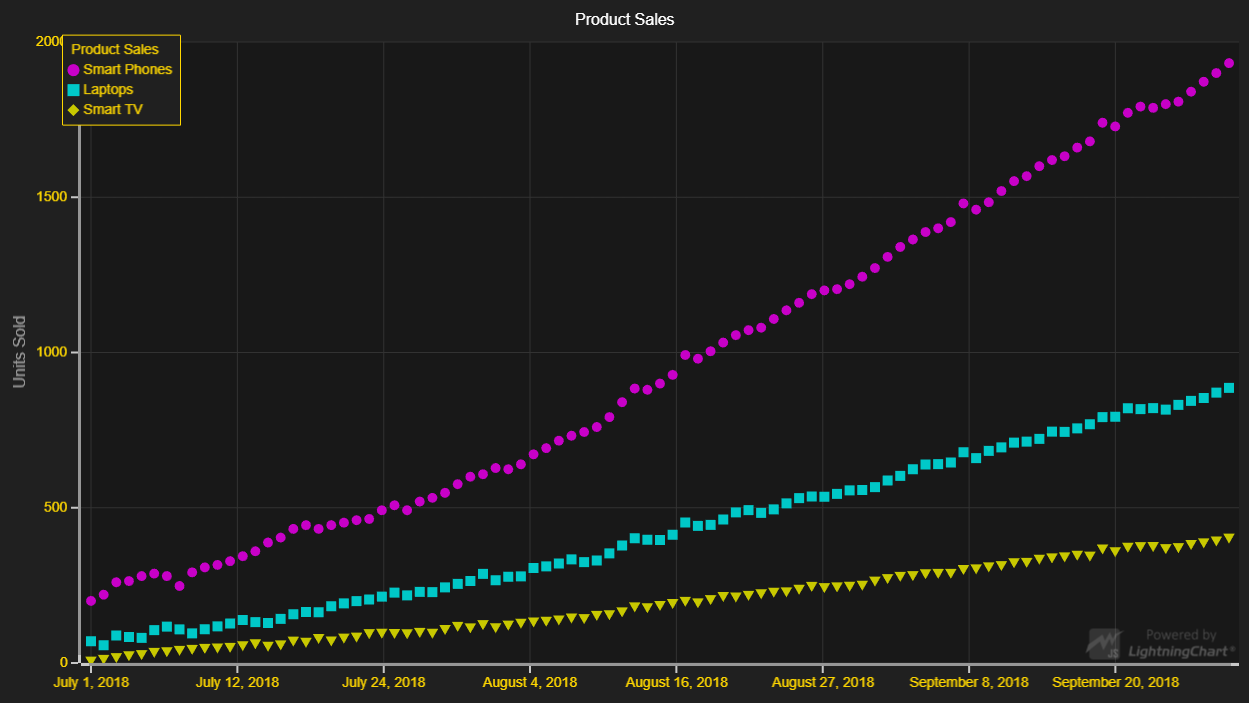 Product Sales
2000
Product Sales
Smart Phones
Laptops
Smart TV
1500
1000
500
0
Units Sold
July 1, 2018
July 12, 2018
July 24, 2018
August 4, 2018
August 16, 2018
August 27, 2018
September 8, 2018
September 20, 2018
JS
Powered by
LightningChart®